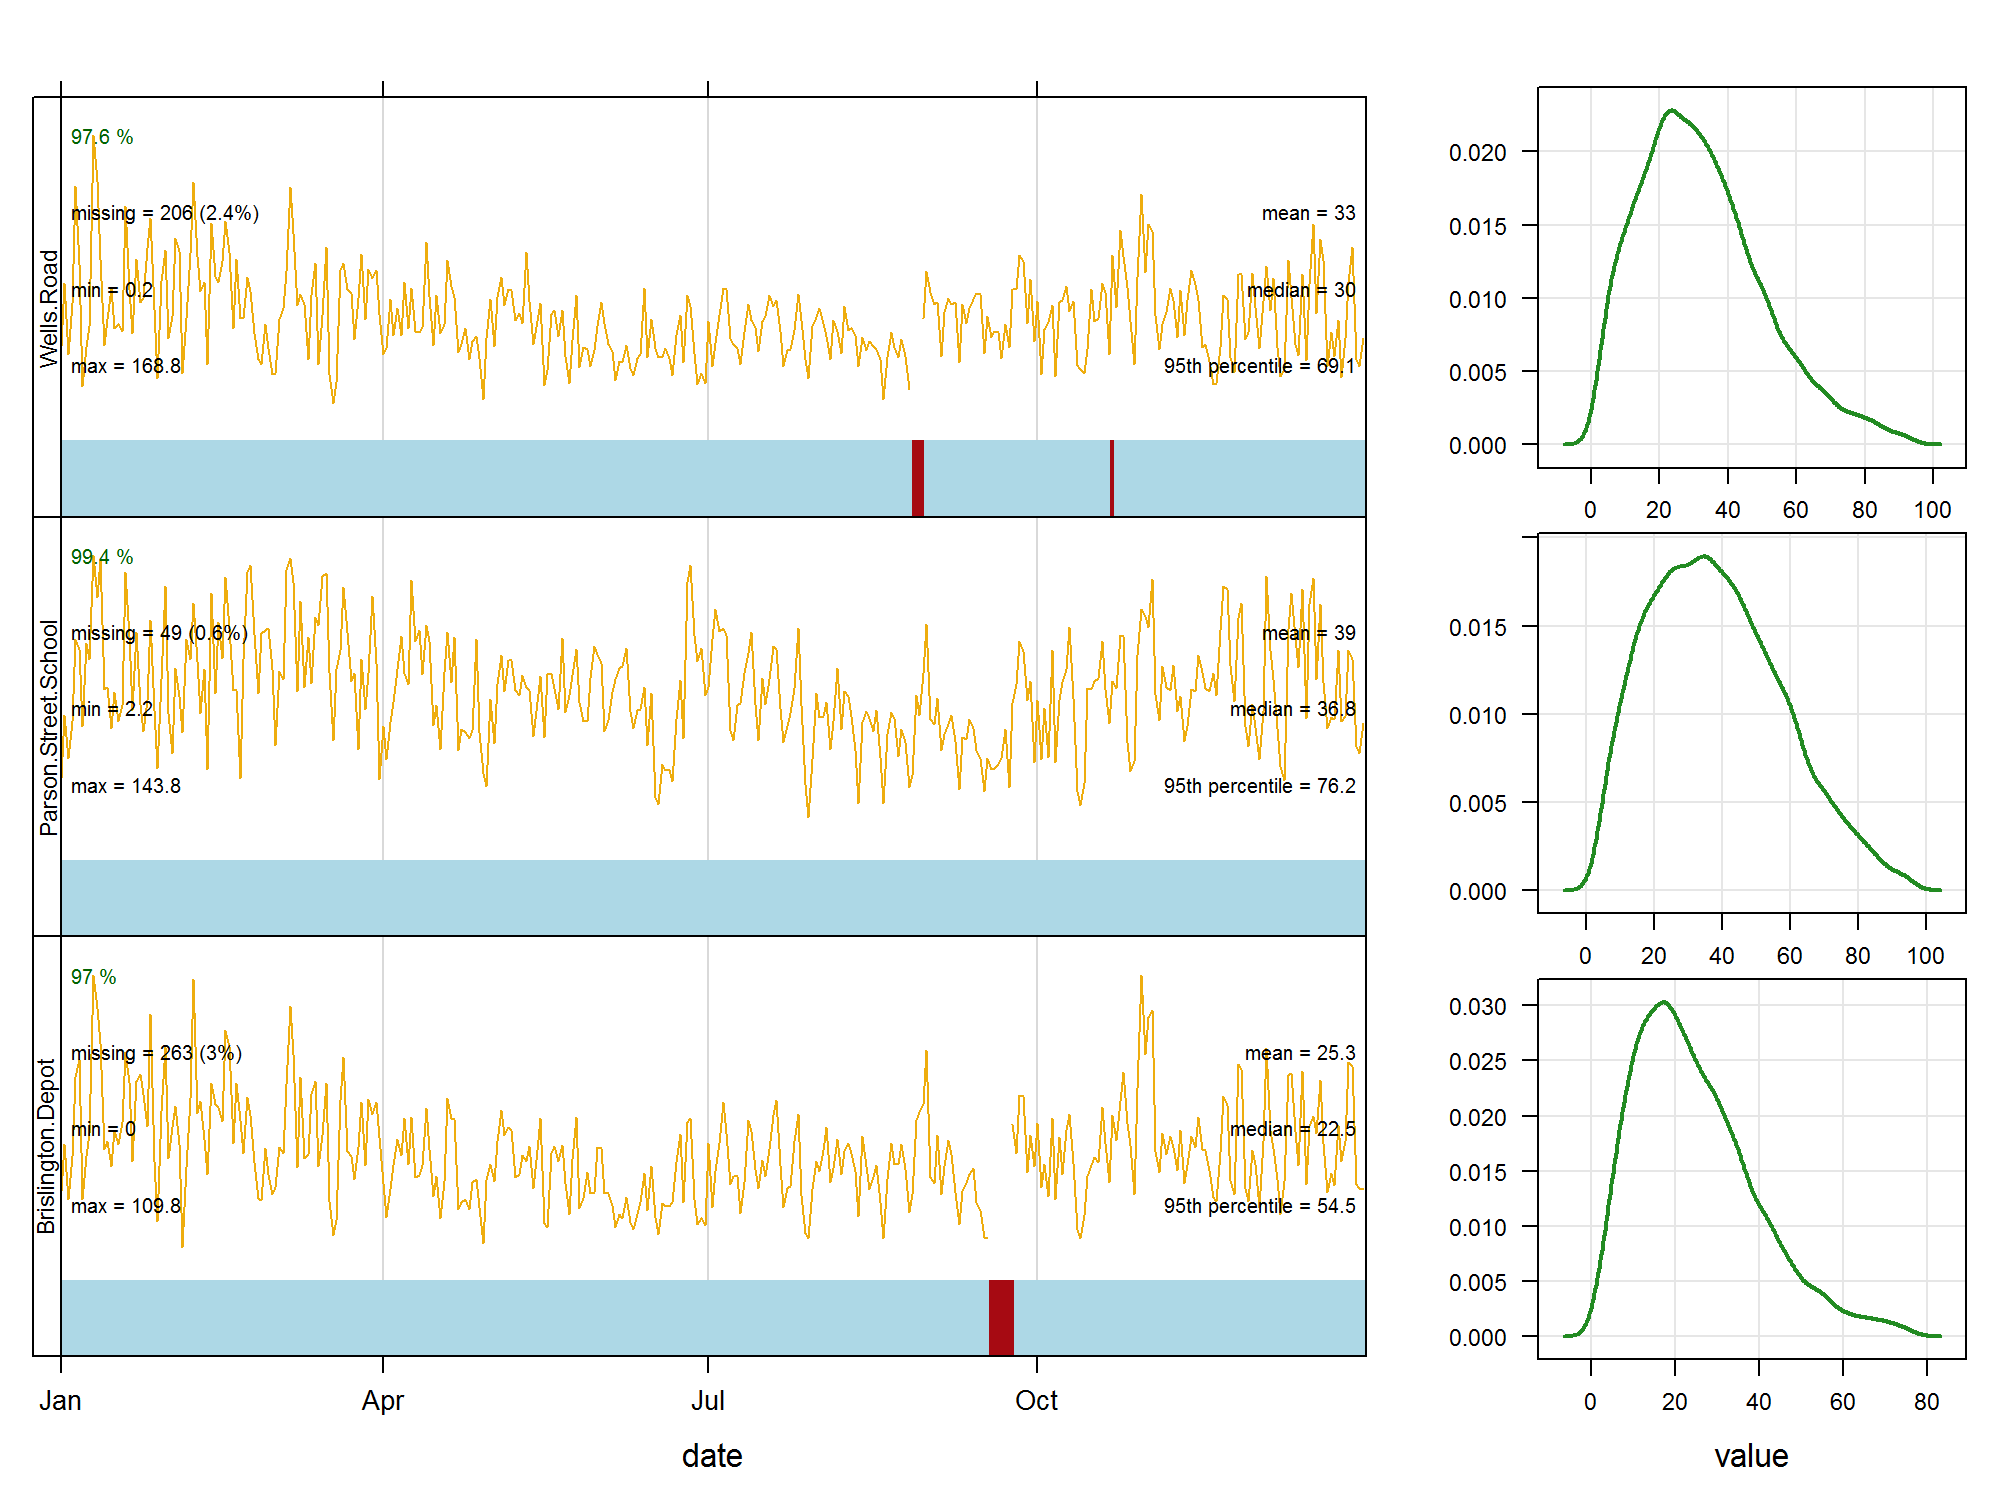 Wells.Road
97.6 %
missing = 206 (2.4%)
mean = 33
min = 0.2
median = 30
max = 168.8
95th percentile = 69.1
0.020
0.015
0.010
0.005
0.000
0 20 40 60 80 100
Parson.Street.School
99.4 %
missing = 49 (0.6%)
mean = 39
min = 2.2
median = 36.8
max = 143.8
95th percentile = 76.2
0.015
0.010
0.005
0.000
0 20 40 60 80 100
Brislington.Depot
97 %
missing = 263 (3%)
mean = 25.3
min = 0
median = 22.5
max = 109.8
95th percentile = 54.5
0.030
0.025
0.020
0.015
0.010
0.005
0.000
0 20 40 60 80
Jan Apr Jul Oct
date
value